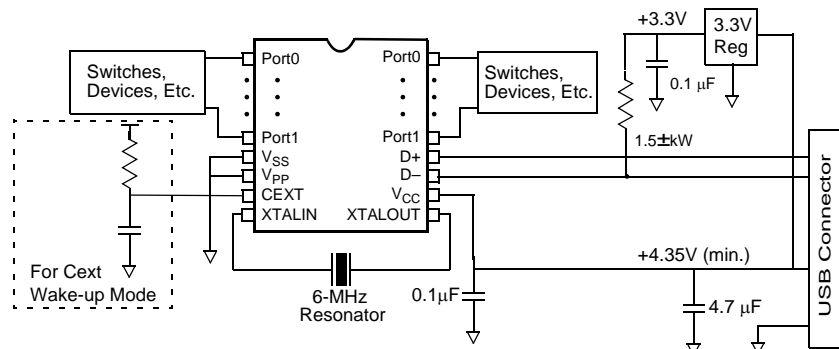 +3.3V
3.3V
Reg
0.1 µF
1.5±kW
Switches,
Devices, Etc.
Port0
Port1
VSS
VPP
CEXT
XTALIN
Port0
Port1
D+
D–
VCC
XTALOUT
Switches,
Devices, Etc.
For Cext
Wake-up Mode
6-MHz
Resonator
0.1µF
+4.35V (min.)
4.7 µF
USB Connector